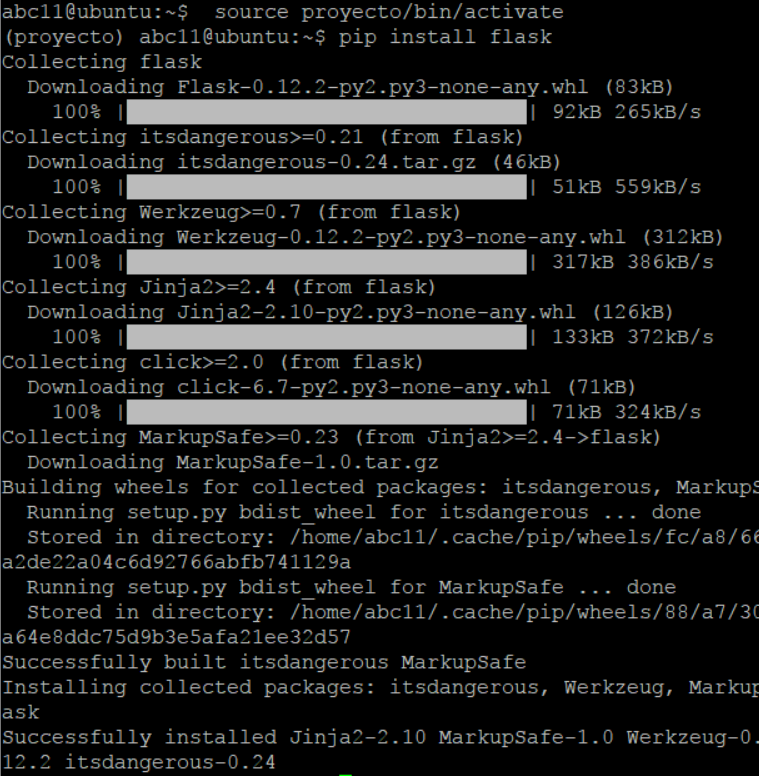 abc11@ubuntu:~$  source proyecto/bin/activate
(proyecto) abc11@ubuntu:~$ pip install flask
Collecting flask
  Downloading Flask-0.12.2-py2.py3-none-any.whl (83kB)
    100% |                                | 92kB 265kB/s
Collecting itsdangerous>=0.21 (from flask)
  Downloading itsdangerous-0.24.tar.gz (46kB)
    100% |                                | 51kB 559kB/s
Collecting Werkzeug>=0.7 (from flask)
  Downloading Werkzeug-0.12.2-py2.py3-none-any.whl (312kB)
    100% |                                | 317kB 386kB/s
Collecting Jinja2>=2.4 (from flask)
  Downloading Jinja2-2.10-py2.py3-none-any.whl (126kB)
    100% |                                | 133kB 372kB/s
Collecting click>=2.0 (from flask)
  Downloading click-6.7-py2.py3-none-any.whl (71kB)
    100% |                                | 71kB 324kB/s
Collecting MarkupSafe>=0.23 (from Jinja2>=2.4->flask)
  Downloading MarkupSafe-1.0.tar.gz
Building wheels for collected packages: itsdangerous, MarkupS
  Running setup.py bdist_wheel for itsdangerous ... done
  Stored in directory: /home/abc11/.cache/pip/wheels/fc/a8/66
a2de22a04c6d92766abfb741129a
  Running setup.py bdist_wheel for MarkupSafe ... done
  Stored in directory: /home/abc11/.cache/pip/wheels/88/a7/30
a64e8ddc75d9b3e5afa21ee32d57
Successfully built itsdangerous MarkupSafe
Installing collected packages: itsdangerous, Werkzeug, Markup
ask
Successfully installed Jinja2-2.10 MarkupSafe-1.0 Werkzeug-0.
12.2 itsdangerous-0.24